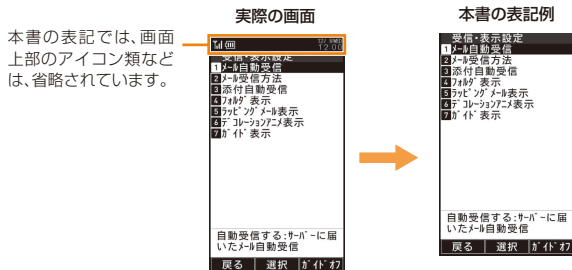 本書の表記では、画面
上部のアイコン類など
は、省略されています。
実際の画面
12/ 5[WED]
12:00
受信・表示設定
1 ﾒｰﾙ自動受信
2 ﾒｰﾙ受信方法
3 添付自動受信
4 ﾌｫﾙﾀﾞ表示
5 ﾗｯﾋﾟﾝｸﾞﾒｰﾙ表示
6 ﾃﾞｺﾚｰｼｮﾝｱﾆﾒ表示
7 ｶﾞｲﾄﾞ表示
自動受信する:ｻｰﾊﾞｰに届
いたﾒｰﾙ自動受信
戻る 選択 ｶﾞｲﾄﾞｵﾌ
本書の表記例
受信・表示設定
1 ﾒｰﾙ自動受信
2 ﾒｰﾙ受信方法
3 添付自動受信
4 ﾌｫﾙﾀﾞ表示
5 ﾗｯﾋﾟﾝｸﾞﾒｰﾙ表示
6 ﾃﾞｺﾚｰｼｮﾝｱﾆﾒ表示
7 ｶﾞｲﾄﾞ表示
自動受信する:ｻｰﾊﾞｰに届
いたﾒｰﾙ自動受信
戻る 選択 ｶﾞｲﾄﾞｵﾌ